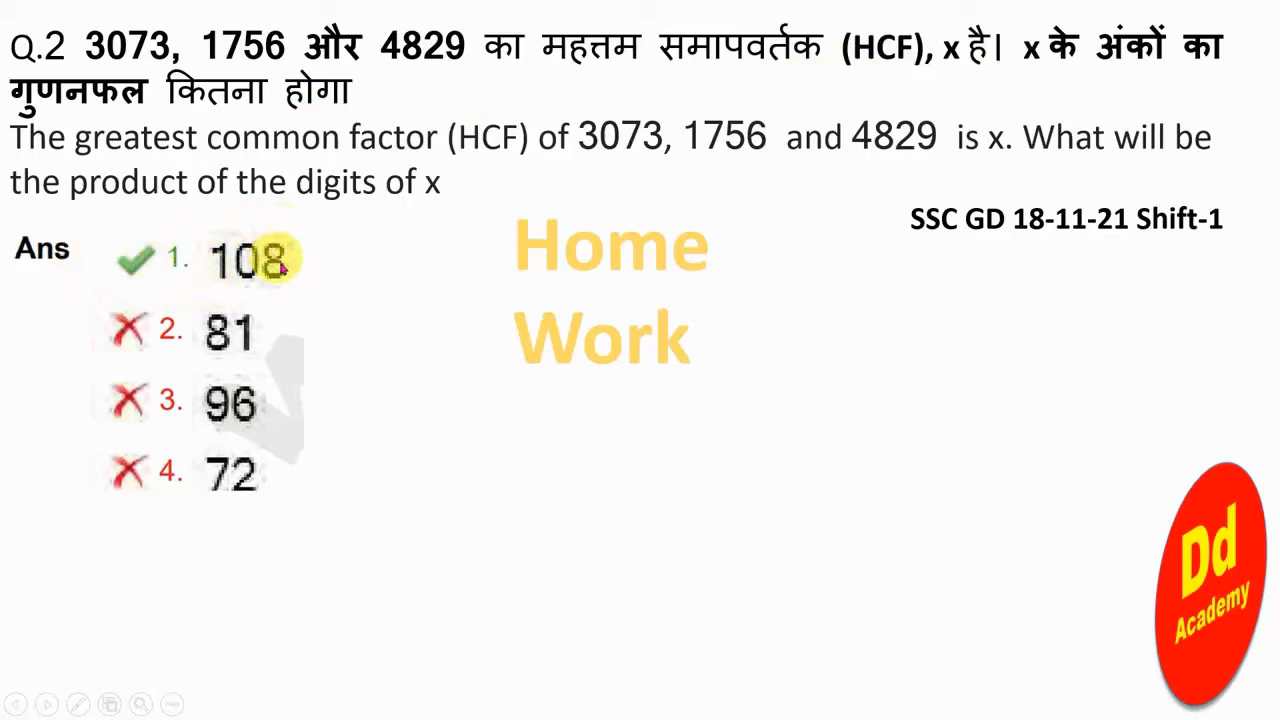 Q.2 3073, 1756 और 4829 का महत्तम समापवर्तक (HCF), x है। x के अंकों का
गुणनफल कितना होगा
The greatest common factor (HCF) of 3073, 1756 and 4829 is x. What will be
the product of the digits of x
SSC GD 18-11-21 Shift-1
Ans
1. 108
2. 81
3. 96
4. 72
Home
Work
Dd
Academy